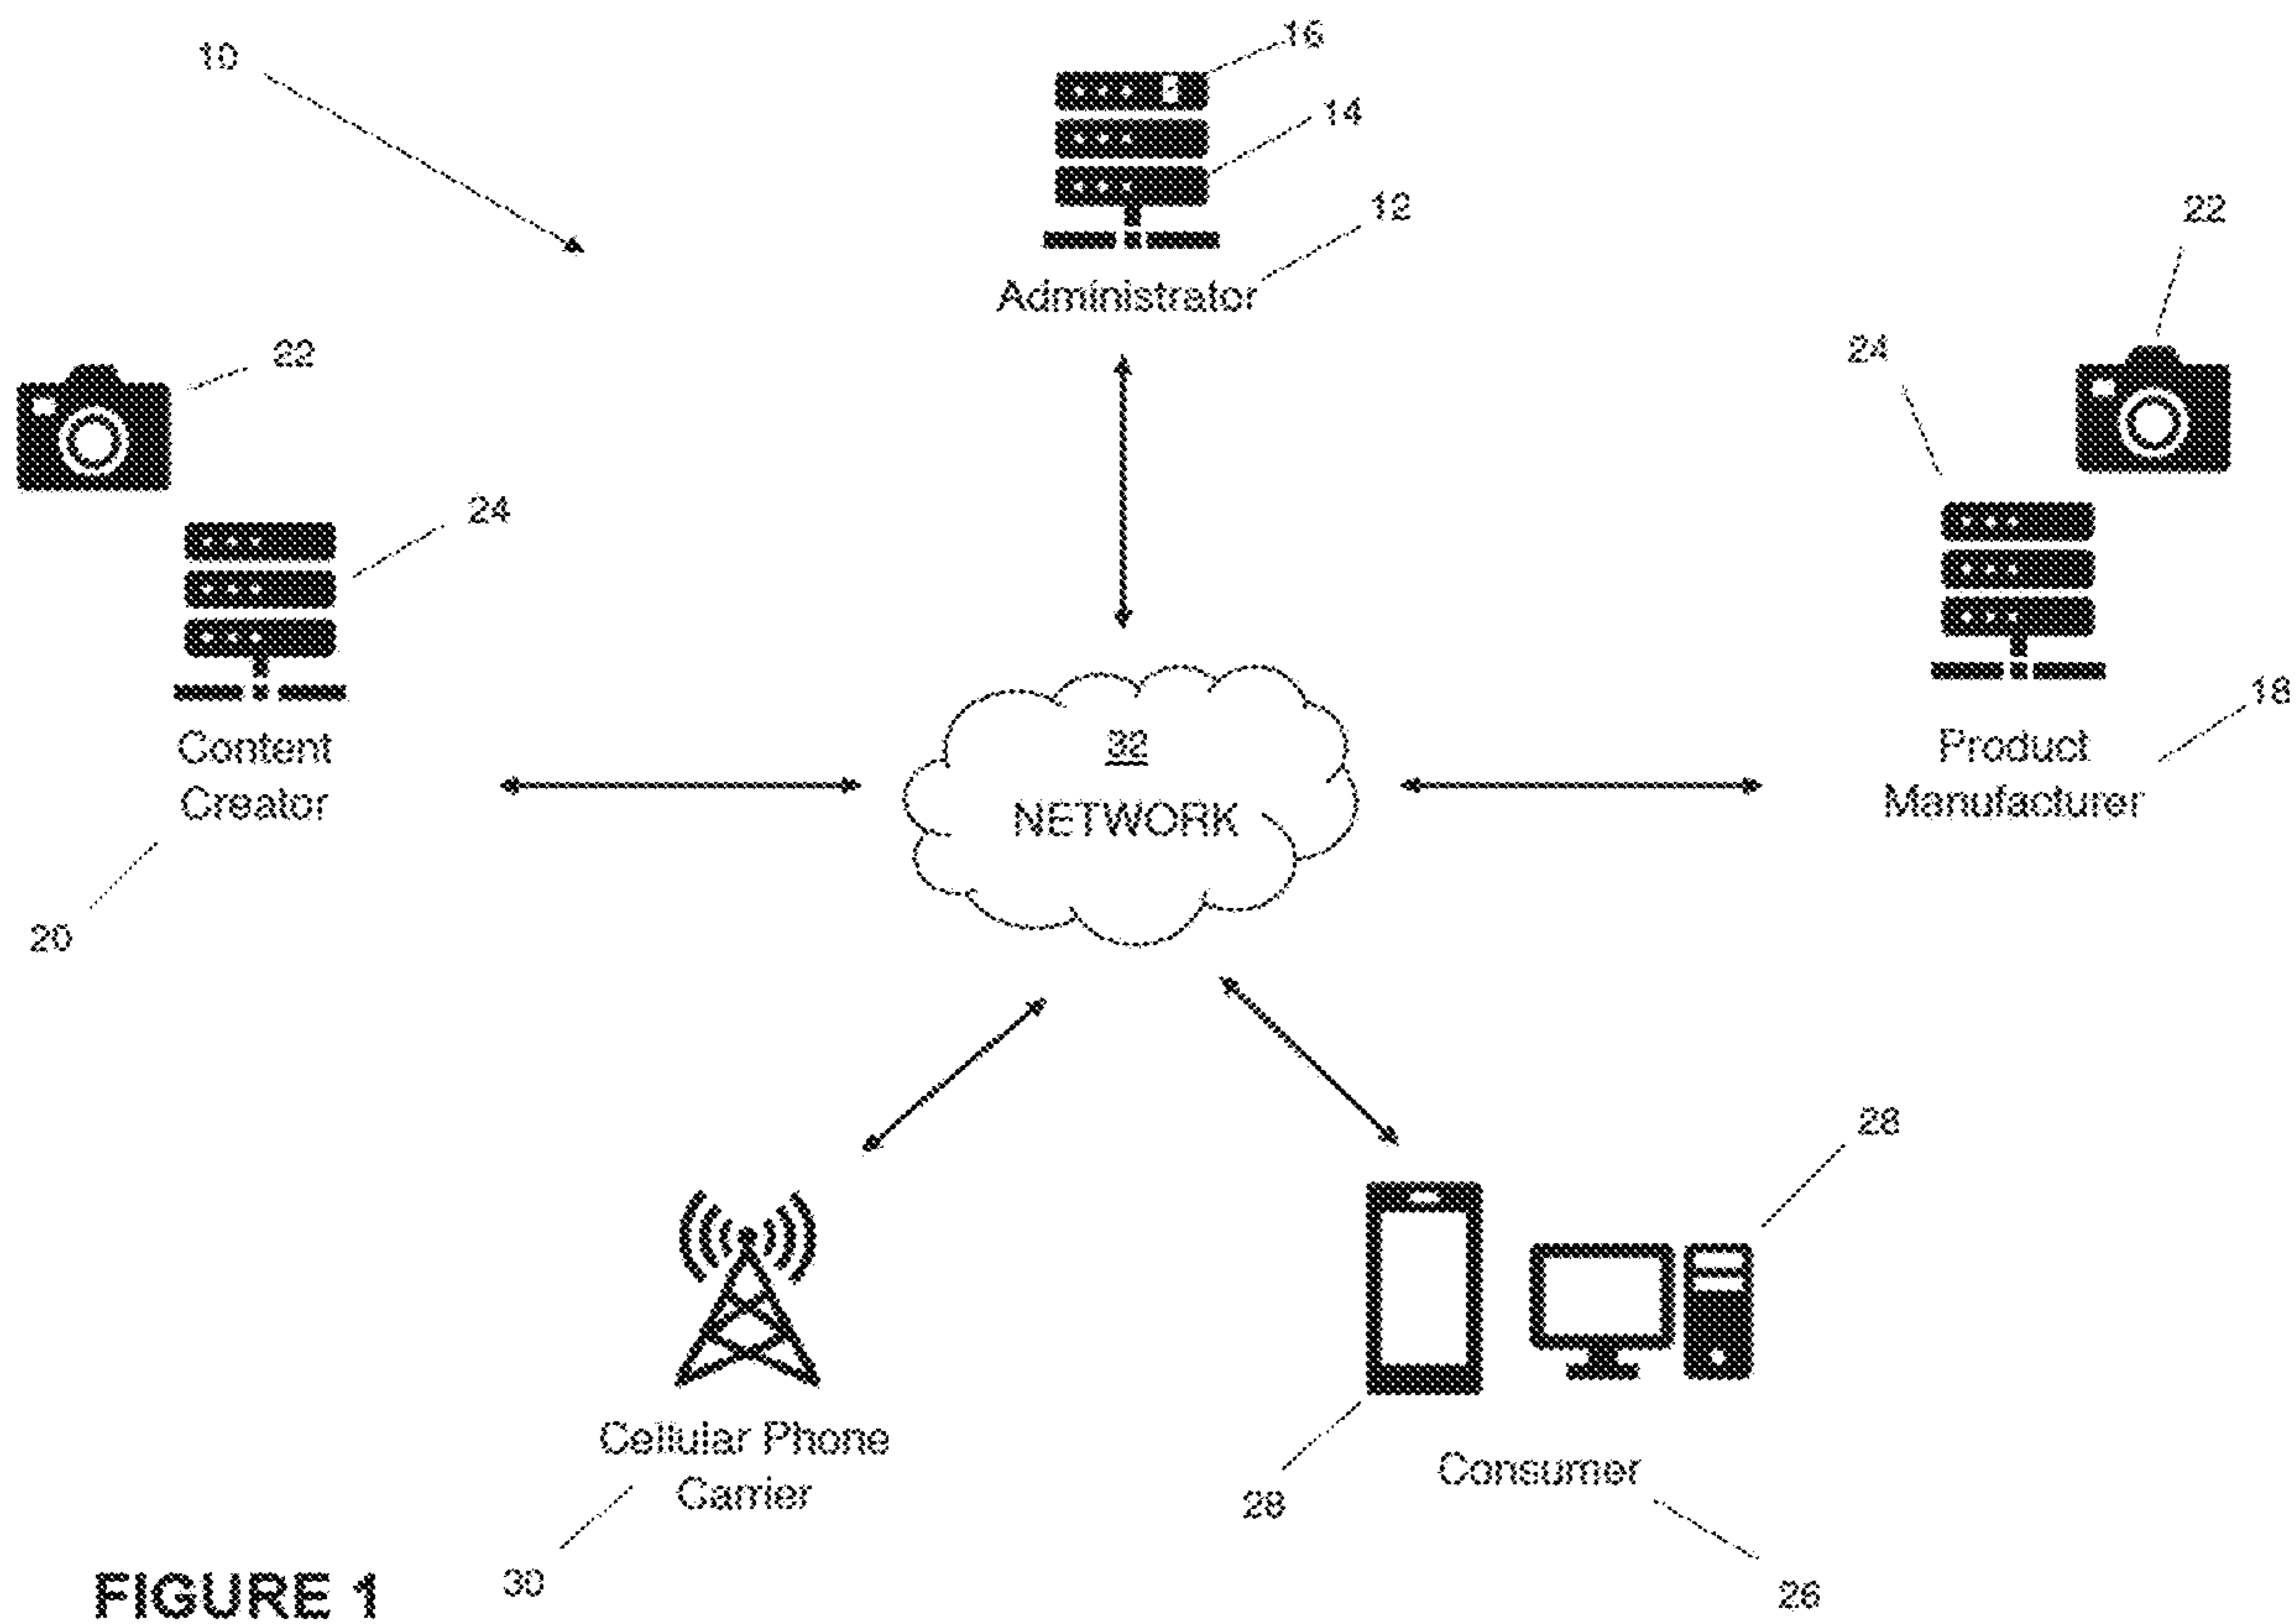 10
16
14
12
Administrator
22
22
24
24
Content
Creator
20
32
NETWORK
18
Product
Manufacturer
28
Cellular Phone
Carrier
30
28
Consumer
26
FIGURE 1